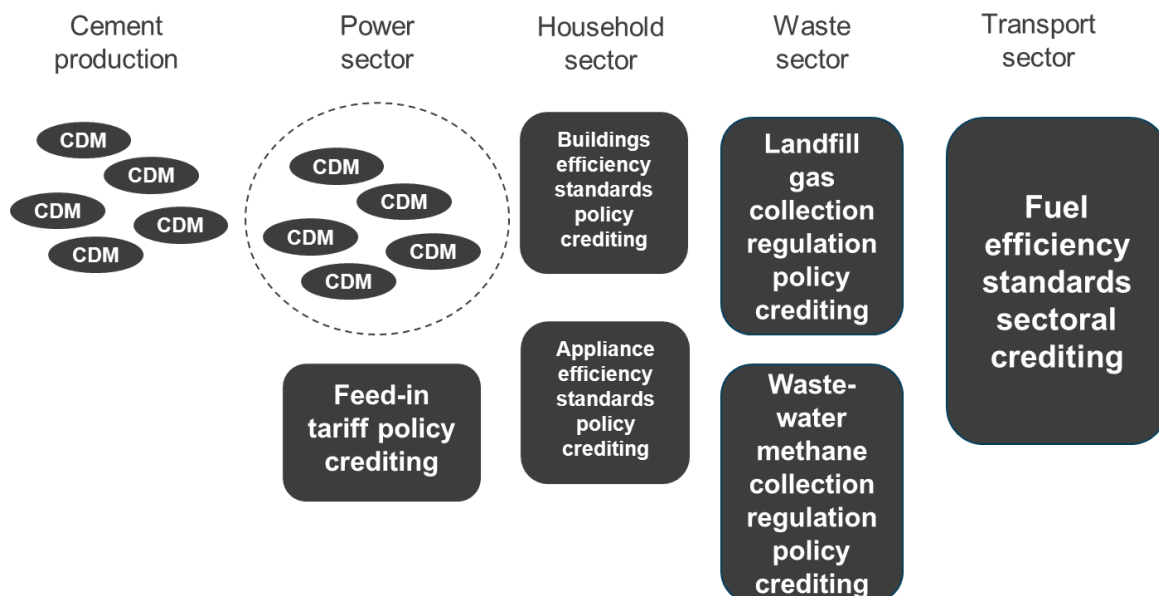 Cement
production
CDM
CDM
CDM
CDM
CDM
Power
sector
CDM
CDM
CDM
CDM
CDM
Feed-in
tariff policy
crediting
Household
sector
Buildings
efficiency
standards
policy
crediting
Appliance
efficiency
standards
policy
crediting
Waste
sector
Landfill
gas
collection
regulation
policy
crediting
Waste-
water
methane
collection
regulation
policy
crediting
Transport
sector
Fuel
efficiency
standards
sectoral
crediting